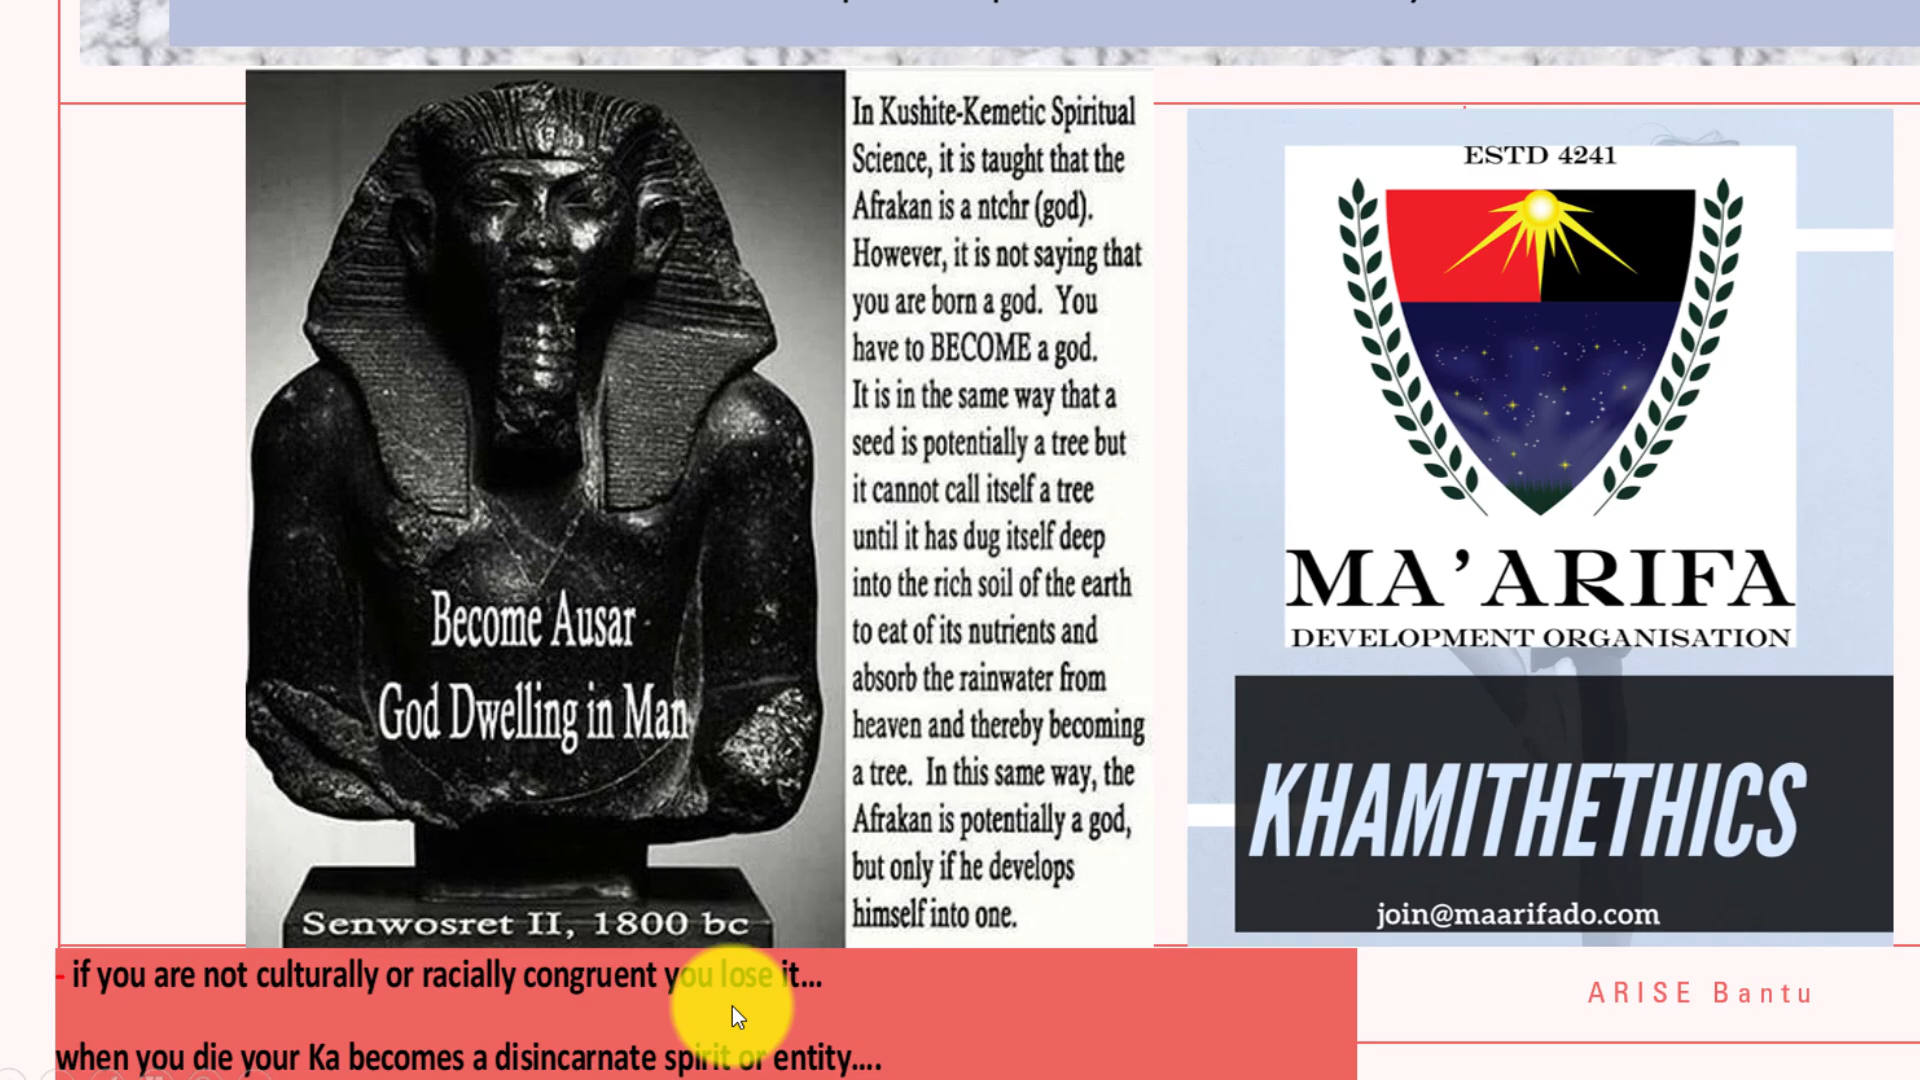 In Kushite-Kemetic Spiritual
Science, it is taught that the
Afrakan is a ntchr (god).
However, it is not saying that
you are born a god. You
have to BECOME a god.
It is in the same way that a
seed is potentially a tree but
it cannot call itself a tree
until it has dug itself deep
into the rich soil of the earth
to eat of its nutrients and
absorb the rainwater from
heaven and thereby becoming
a tree. In this same way, the
Afrakan is potentially a god,
but only if he develops
himself into one.
Become Ausar
God Dwelling in Man
Senwosret II, 1800 bc
ESTD 4241
MA'ARIFA
DEVELOPMENT ORGANISATION
KHAMITHETHICS
join@maarifado.com
- if you are not culturally or racially congruent you lose it...
when you die your Ka becomes a disincarnate spirit or entity....
ARISE Bantu